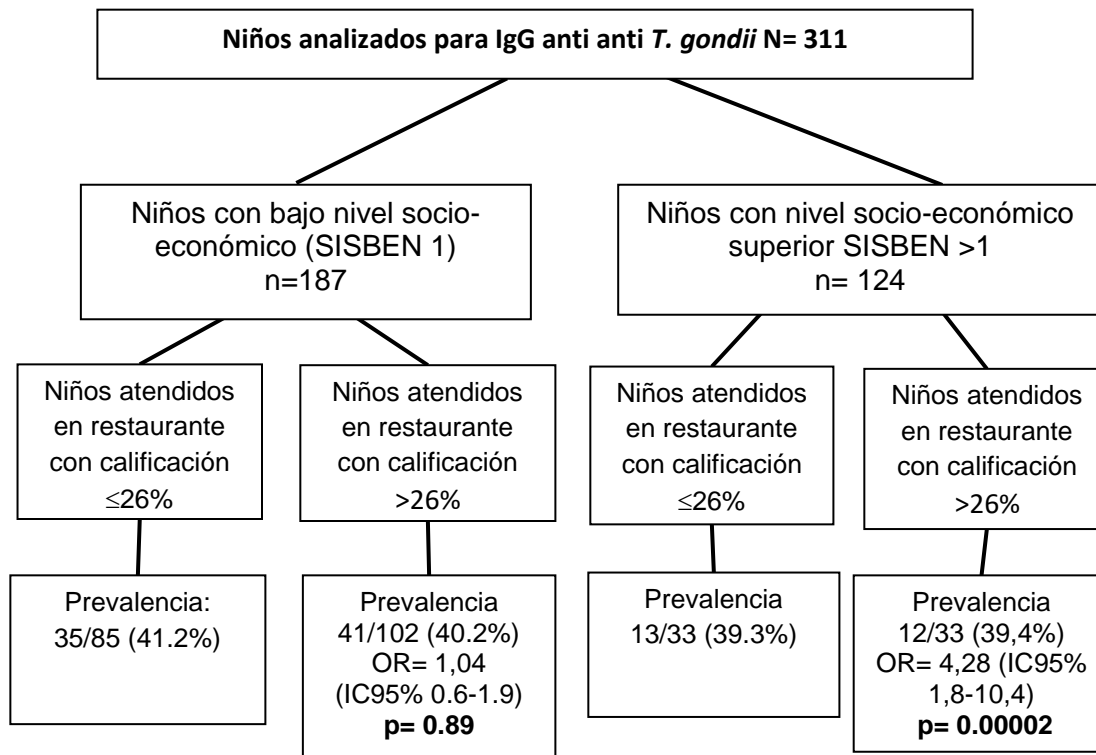 Niños analizados para IgG anti anti T. gondii N= 311
Niños con bajo nivel socio-
económico (SISBEN 1)
n=187
Niños con nivel socio-económico
superior SISBEN >1
n= 124
Niños atendidos
en restaurante
con calificación
≤26%
Niños atendidos
en restaurante
con calificación
>26%
Niños atendidos
en restaurante
con calificación
≤26%
Niños atendidos
en restaurante
con calificación
>26%
Prevalencia:
35/85 (41.2%)
Prevalencia
41/102 (40.2%)
OR= 1,04
(IC95% 0.6-1.9)
p= 0.89
Prevalencia
13/33 (39.3%)
Prevalencia
12/33 (39,4%)
OR= 4,28 (IC95%
1,8-10,4)
p= 0.00002